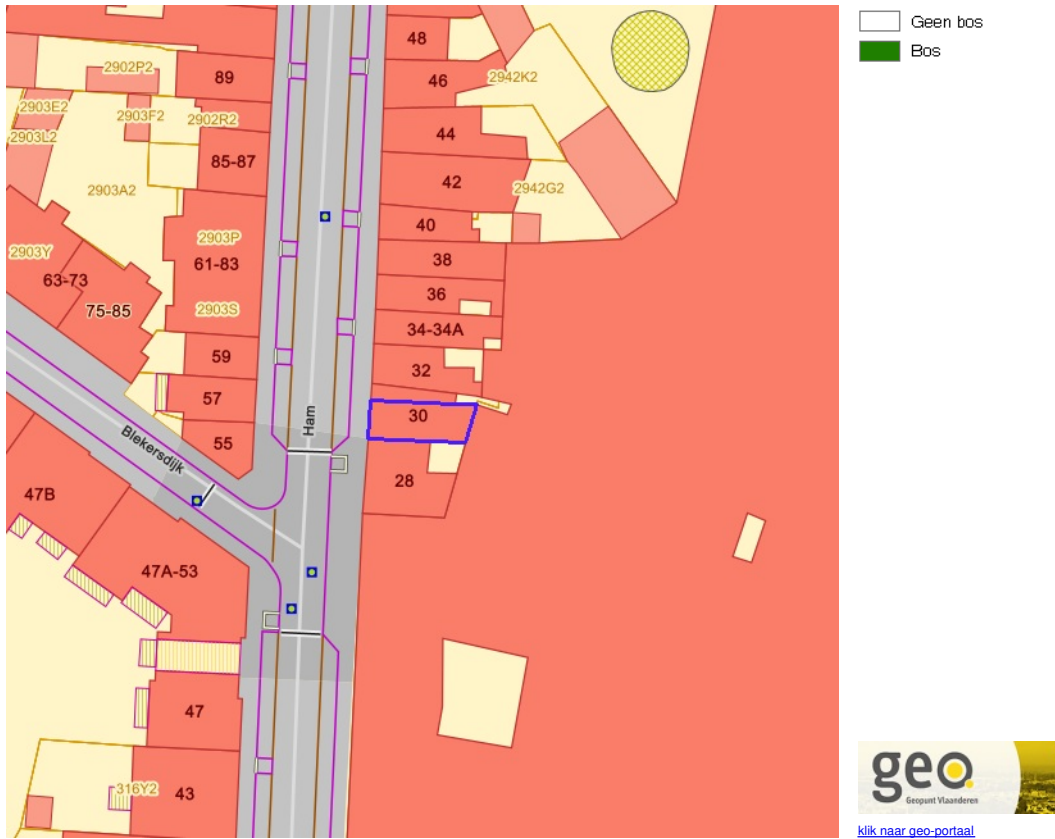 Geen bos
Bos
48
89
46
2902P2
2942K2
2903E2
2903F2
2902R2
2903L2
44
85-87
42
2903A2
2942G2
40
2903P
2903Y
61-83
38
63-73
36
75-85
2903S
34-34A
59
32
57
30
Ham
Blekersdijk
55
28
47B
47A-53
47
316Y2
43
geo
Geopunt Vlaanderen
klik naar geo-portaal